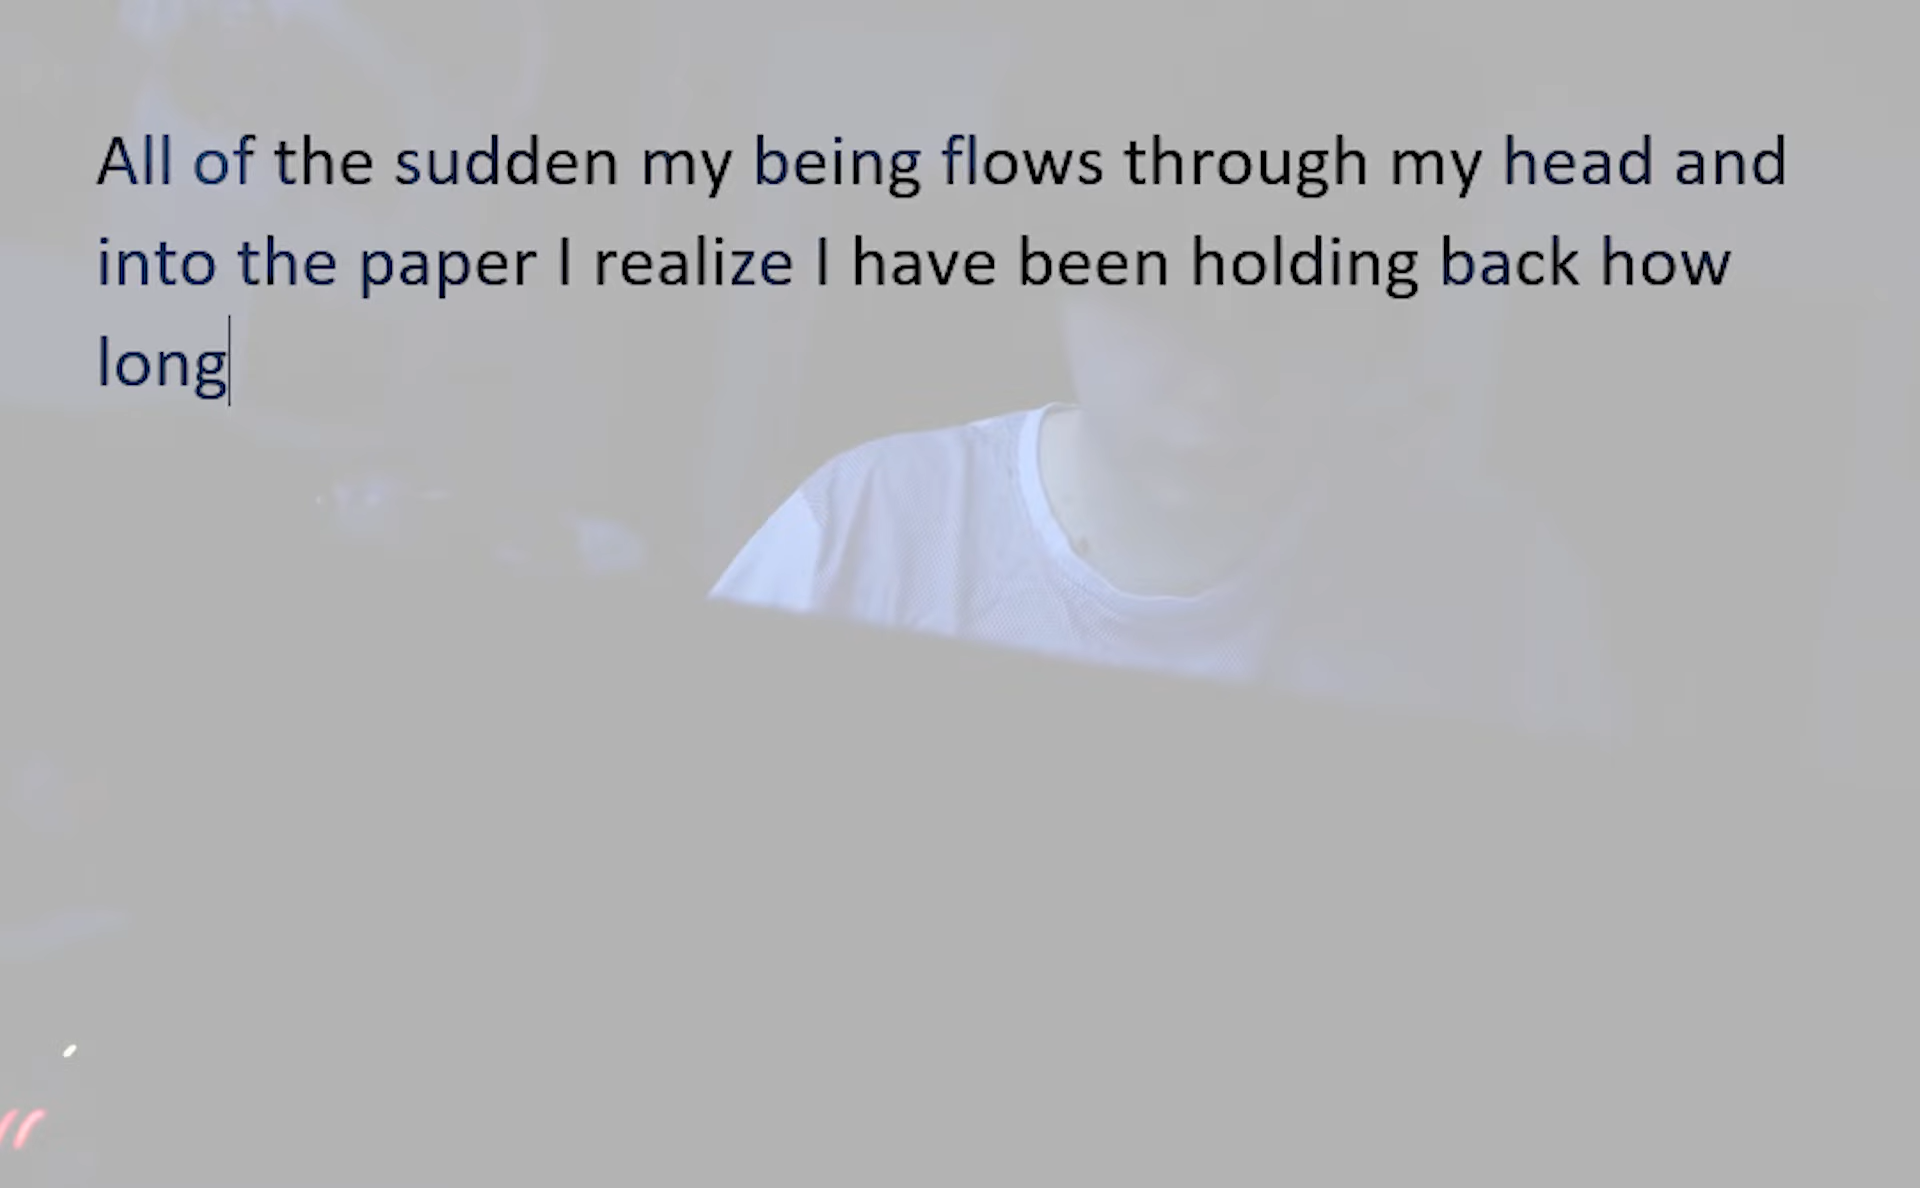 All of the sudden my being flows through my head and
into the paper I realize I have been holding back how
long